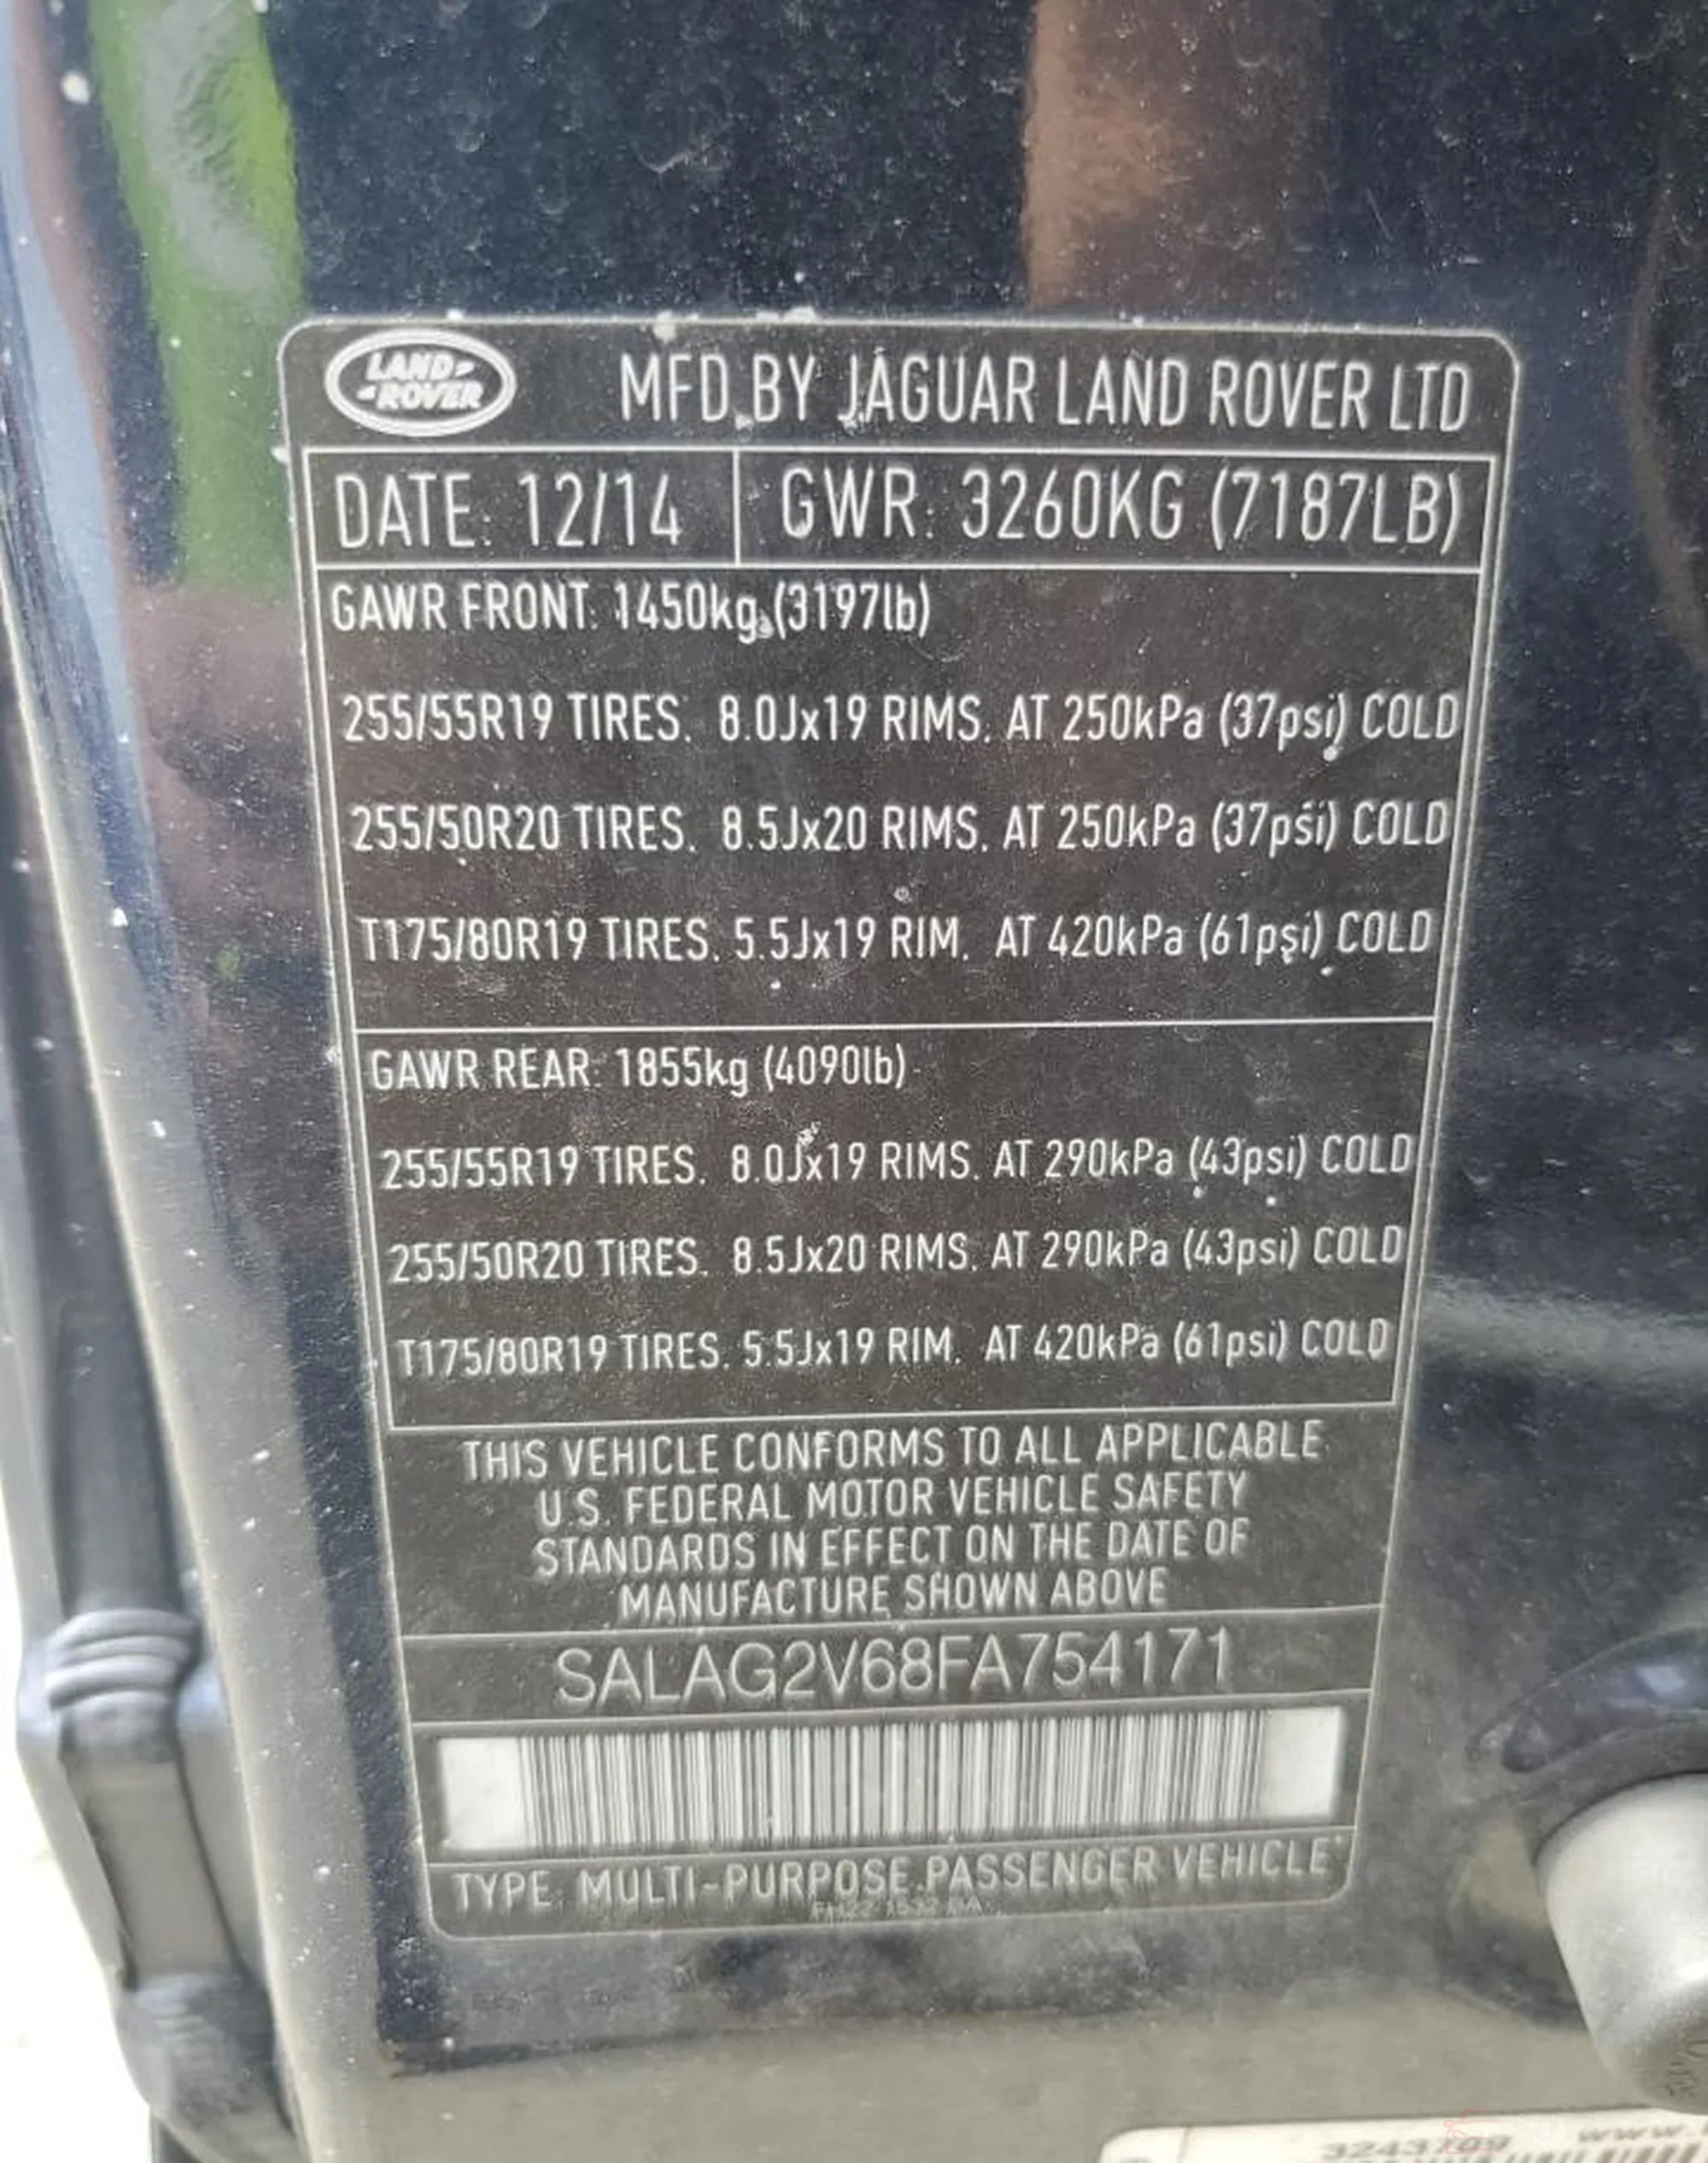 LAND ROVER
MFD.BY JAGUAR LAND ROVER LTD
DATE: 12/14 GWR: 3260KG (7187LB)
GAWR FRONT: 1450kg (3197lb)
255/55R19 TIRES. 8.0Jx19 RIMS. AT 250kPa (37psi) COLD
255/50R20 TIRES. 8.5Jx20 RIMS. AT 250kPa (37psi) COLD
T175/80R19 TIRES. 5.5Jx19 RIM. AT 420kPa (61psi) COLD
GAWR REAR: 1855kg (4090lb)
255/55R19 TIRES. 8.0Jx19 RIMS. AT 290kPa (43psi) COLD
255/50R20 TIRES. 8.5Jx20 RIMS. AT 290kPa (43psi) COLD
T175/80R19 TIRES. 5.5Jx19 RIM. AT 420kPa (61psi) COLD
THIS VEHICLE CONFORMS TO ALL APPLICABLE
U.S. FEDERAL MOTOR VEHICLE SAFETY
STANDARDS IN EFFECT ON THE DATE OF
MANUFACTURE SHOWN ABOVE
SALAG2V68FA754171
TYPE: MULTI-PURPOSE PASSENGER VEHICLE